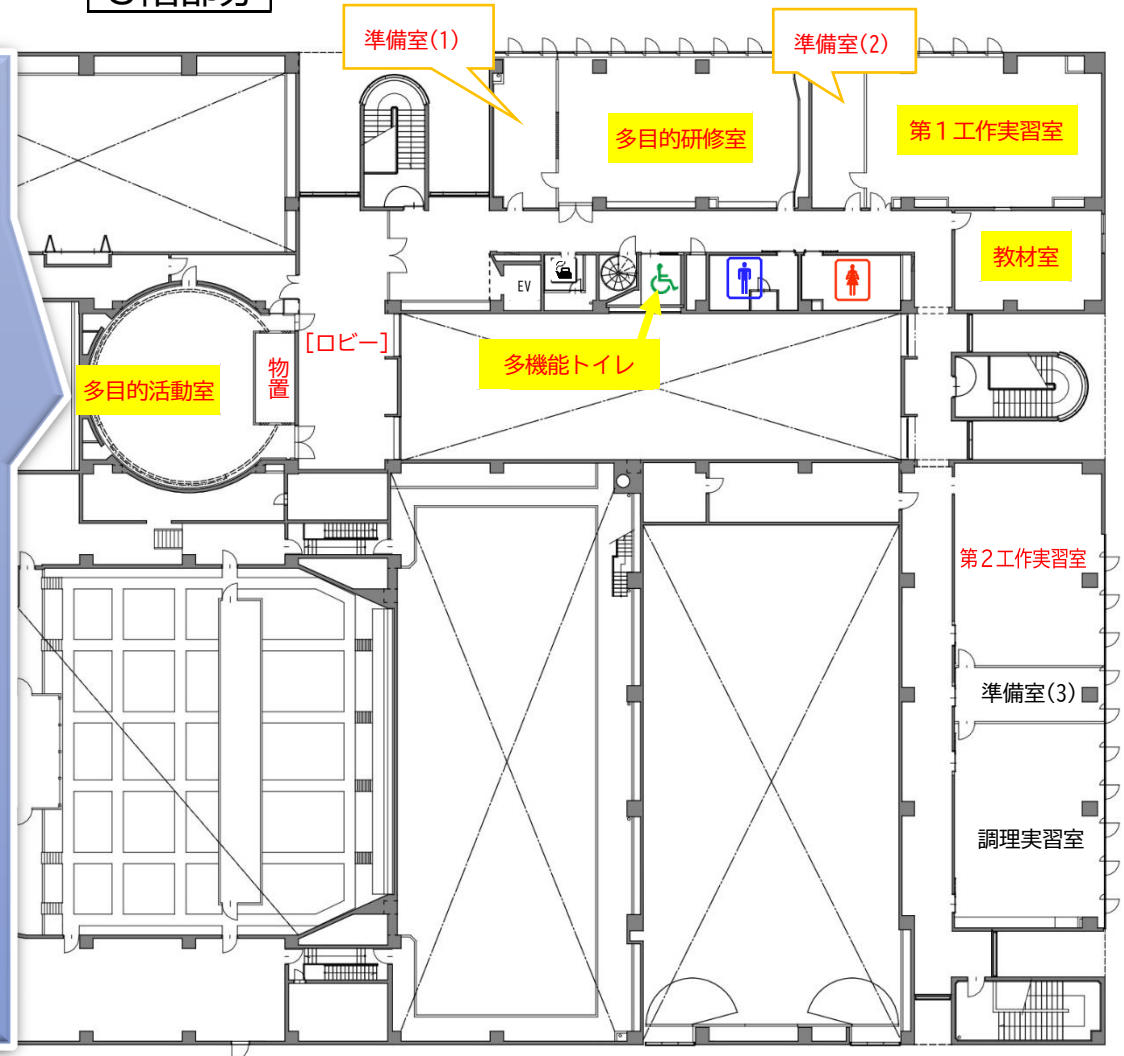 階部分
準備室(1)
準備室(2)
多目的研修室
第１工作実習室
教材室
EV
[ロビー]
物置
多目的活動室
多機能トイレ
第２工作実習室
準備室(3)
調理実習室